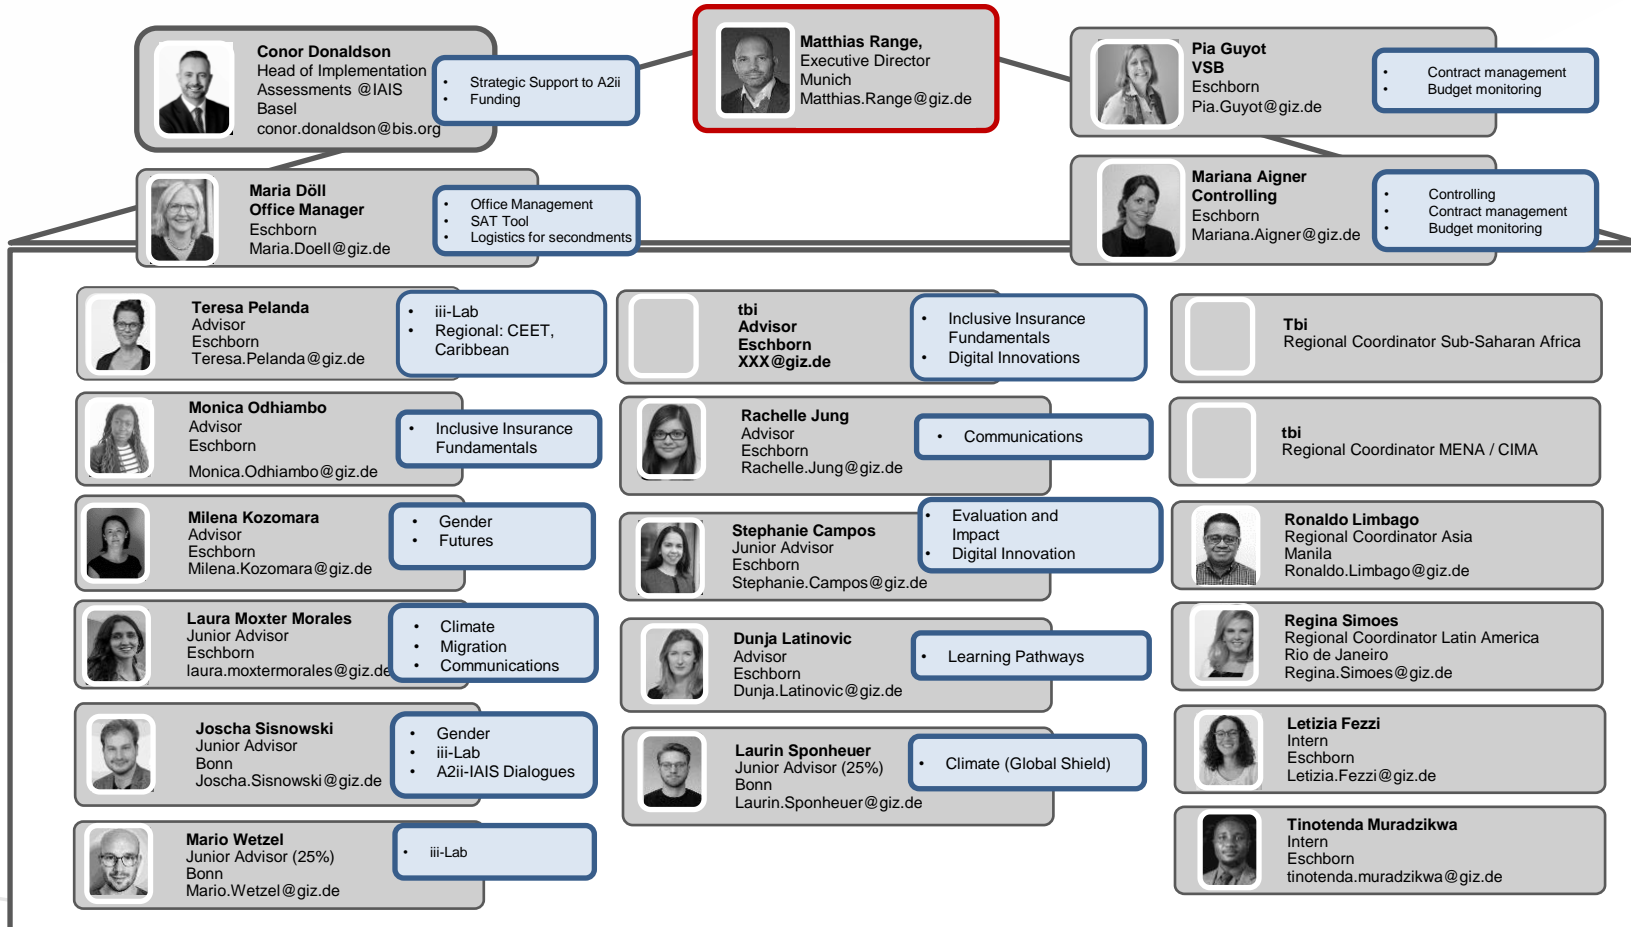 Conor Donaldson
Head of Implementation
Assessments @IAIS
Basel
conor.donaldson@bis.org
• Strategic Support to A2ii
• Funding
Matthias Range,
Executive Director
Munich
Matthias.Range@giz.de
Pia Guyot
VSB
Eschborn
Pia.Guyot@giz.de
• Contract management
• Budget monitoring
Maria Döll
Office Manager
Eschborn
Maria.Doell@giz.de
• Office Management
• SAT Tool
• Logistics for secondments
Mariana Aigner
Controlling
Eschborn
Mariana.Aigner@giz.de
• Controlling
• Contract management
• Budget monitoring
Teresa Pelanda
Advisor
Eschborn
Teresa.Pelanda@giz.de
• iii-Lab
• Regional: CEET,
Caribbean
Monica Odhiambo
Advisor
Eschborn
Monica.Odhiambo@giz.de
• Inclusive Insurance
Fundamentals
Milena Kozomara
Advisor
Eschborn
Milena.Kozomara@giz.de
• Gender
• Futures
Laura Moxter Morales
Junior Advisor
Eschborn
laura.moxtermorales@giz.de
• Climate
• Migration
• Communications
Joscha Sisnowski
Junior Advisor
Bonn
Joscha.Sisnowski@giz.de
• Gender
• iii-Lab
• A2ii-IAIS Dialogues
Mario Wetzel
Junior Advisor (25%)
Bonn
Mario.Wetzel@giz.de
• iii-Lab
tbi
Advisor
Eschborn
XXX@giz.de
• Inclusive Insurance
Fundamentals
• Digital Innovations
Rachelle Jung
Advisor
Eschborn
Rachelle.Jung@giz.de
• Communications
Stephanie Campos
Junior Advisor
Eschborn
Stephanie.Campos@giz.de
• Evaluation and
Impact
• Digital Innovation
Dunja Latinovic
Advisor
Eschborn
Dunja.Latinovic@giz.de
• Learning Pathways
Laurin Sponheuer
Junior Advisor (25%)
Bonn
Laurin.Sponheuer@giz.de
• Climate (Global Shield)
Tbi
Regional Coordinator Sub-Saharan Africa
tbi
Regional Coordinator MENA / CIMA
Ronaldo Limbago
Regional Coordinator Asia
Manila
Ronaldo.Limbago@giz.de
Regina Simoes
Regional Coordinator Latin America
Rio de Janeiro
Regina.Simoes@giz.de
Letizia Fezzi
Intern
Eschborn
Letizia.Fezzi@giz.de
Tinotenda Muradzikwa
Intern
Eschborn
tinotenda.muradzikwa@giz.de